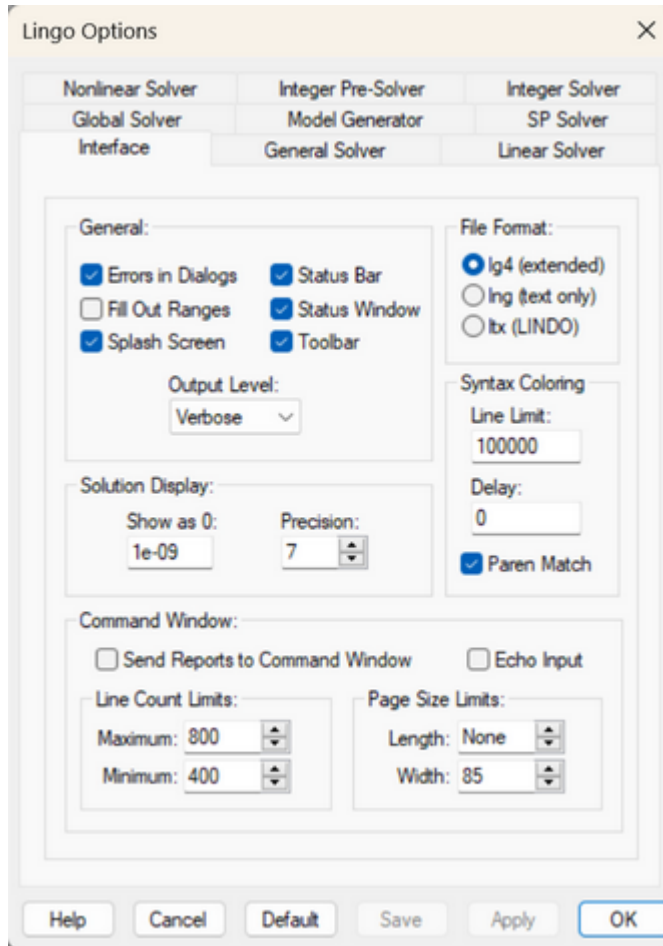 Lingo Options
Nonlinear Solver Integer Pre-Solver Integer Solver
Global Solver Model Generator SP Solver
Interface General Solver Linear Solver
General:
Errors in Dialogs Status Bar
Fill Out Ranges Status Window
Splash Screen Toolbar
Output Level:
Verbose
File Format:
lg4 (extended)
lng (text only)
ltx (LINDO)
Syntax Coloring
Line Limit:
100000
Delay:
0
Paren Match
Solution Display:
Show as 0: Precision:
1e-09 7
Command Window:
Send Reports to Command Window Echo Input
Line Count Limits:
Maximum: 800
Minimum: 400
Page Size Limits:
Length: None
Width: 85
Help Cancel Default Save Apply OK